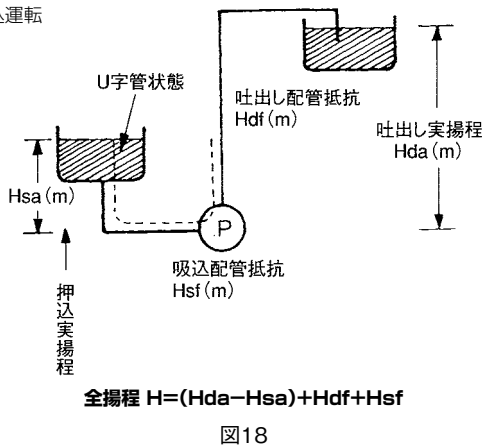 運転
U字管状態
吐出し配管抵抗
Hdf(m)
吐出し実揚程
Hda(m)
Hsa(m)
P
吸込配管抵抗
Hsf(m)
押込実揚程
全揚程 H=(Hda−Hsa)+Hdf+Hsf
図18